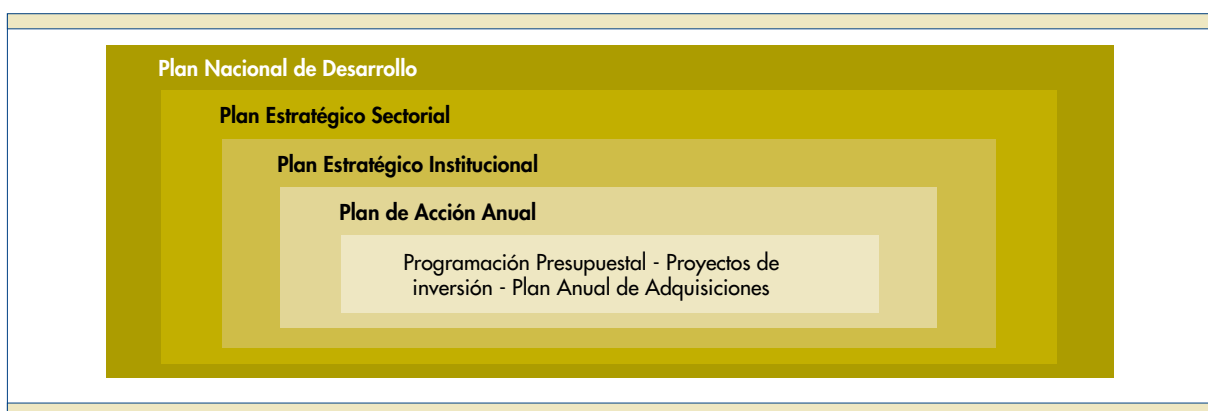 Plan Nacional de Desarrollo
Plan Estratégico Sectorial
Plan Estratégico Institucional
Plan de Acción Anual
Programación Presupuestal - Proyectos de
inversión - Plan Anual de Adquisiciones